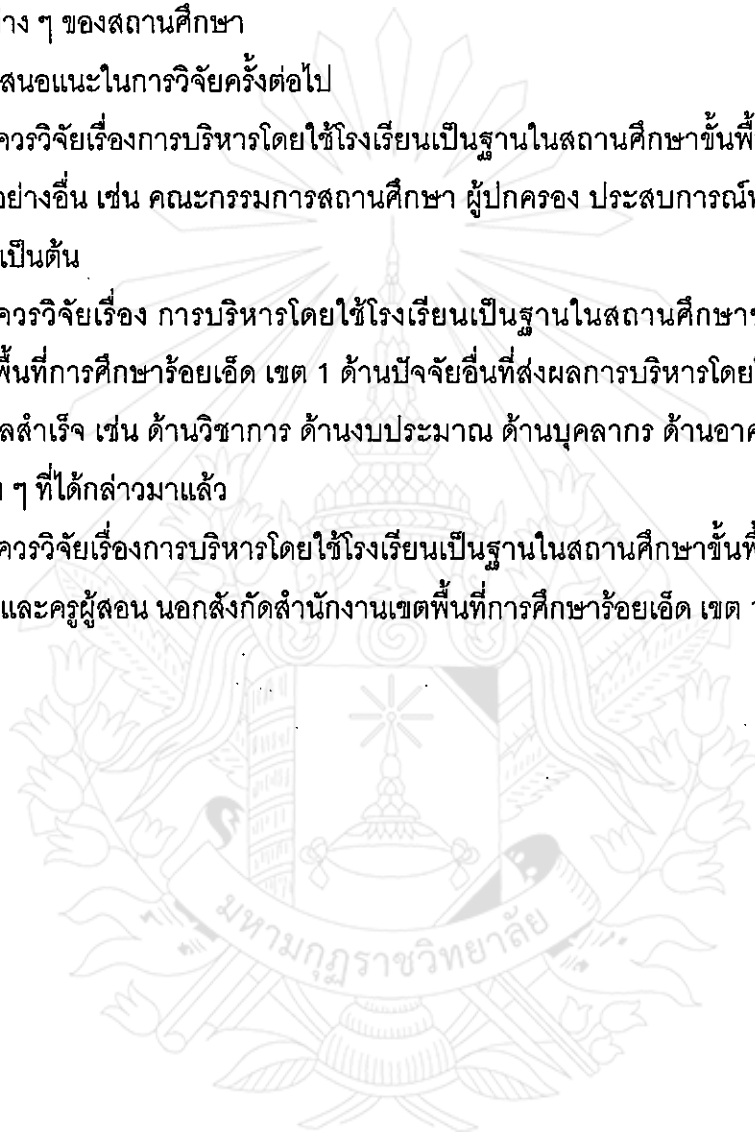 าง ๆ ของสถานศึกษา
สนอแนะในการวิจัยครั้งต่อไป
ควรวิจัยเรื่องการบริหารโดยใช้โรงเรียนเป็นฐานในสถานศึกษาขั้นพื้
อย่างอื่น เช่น คณะกรรมการสถานศึกษา ผู้ปกครอง ประสบการณ์
เป็นต้น
ควรวิจัยเรื่อง การบริหารโดยใช้โรงเรียนเป็นฐานในสถานศึกษา
พื้นที่การศึกษาร้อยเอ็ด เขต 1 ด้านปัจจัยอื่นที่ส่งผลการบริหารโดย
ลสำเร็จ เช่น ด้านวิชาการ ด้านงบประมาณ ด้านบุคลากร ด้านอา
ๆ ที่ได้กล่าวมาแล้ว
ควรวิจัยเรื่องการบริหารโดยใช้โรงเรียนเป็นฐานในสถานศึกษาขั้นพื้
และครูผู้สอน นอกสังกัดสำนักงานเขตพื้นที่การศึกษาร้อยเอ็ด เขต
มหามกุฏราชวิทยาลัย